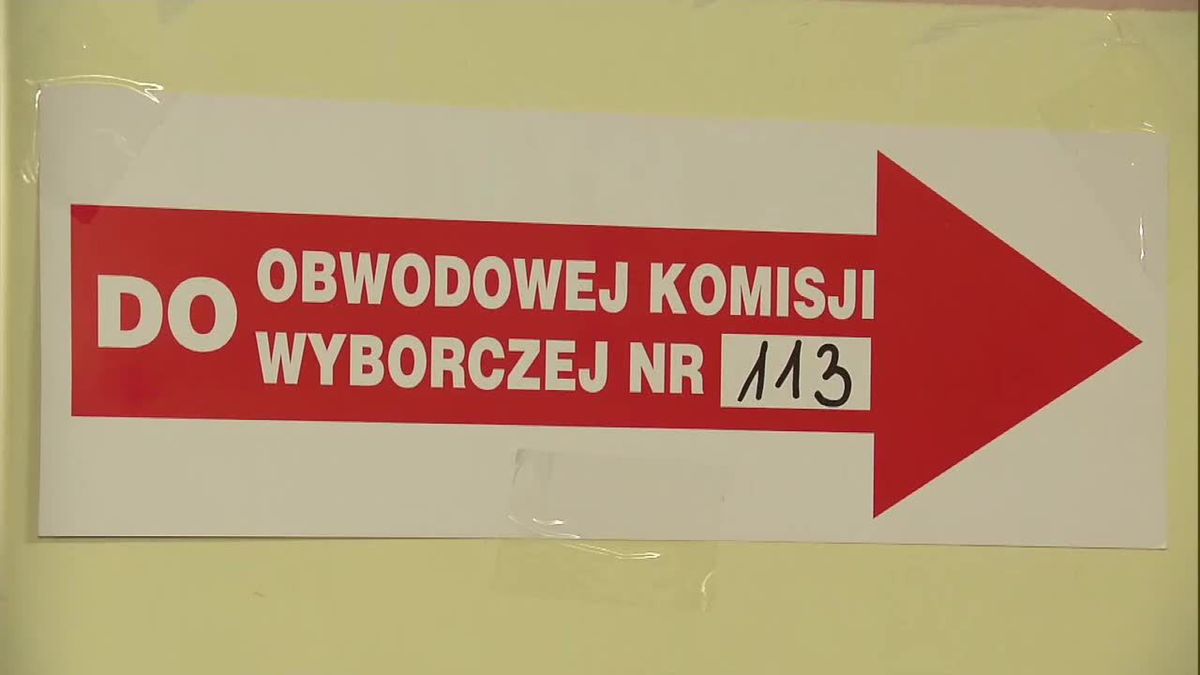 DO OBWODOWEJ KOMISJI
WYBORCZEJ NR 113